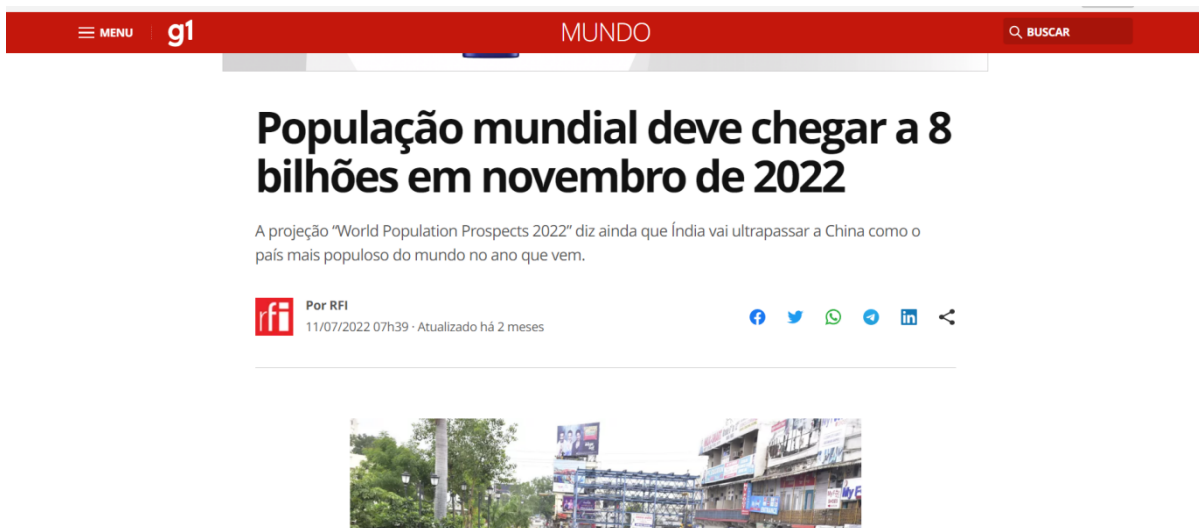 MENU
g1
MUNDO
BUSCAR
População mundial deve chegar a 8
bilhões em novembro de 2022
A projeção “World Population Prospects 2022” diz ainda que Índia vai ultrapassar a China como o
país mais populoso do mundo no ano que vem.
rfi
Por RFI
11/07/2022 07h39 · Atualizado há 2 meses
in